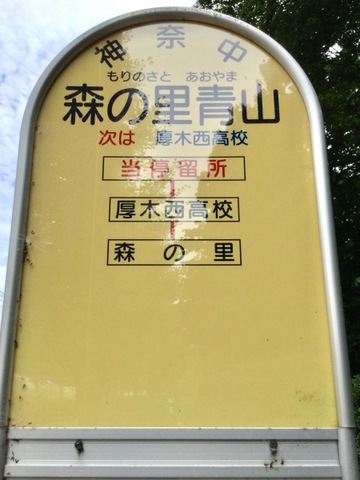 神奈中
もりのさと あおやま
森の里青山
次は 厚木西高校
当停留所
厚木西高校
森の里